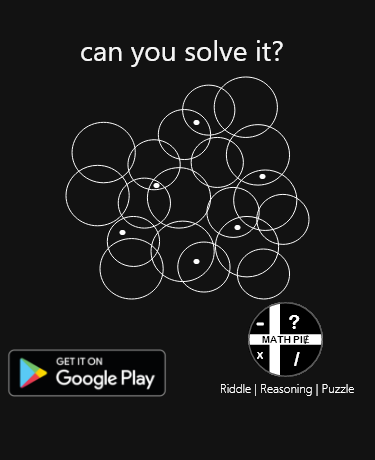 can you solve it?
- ?
MATH PIE
x /
GET IT ON
Google Play
Riddle | Reasoning | Puzzle